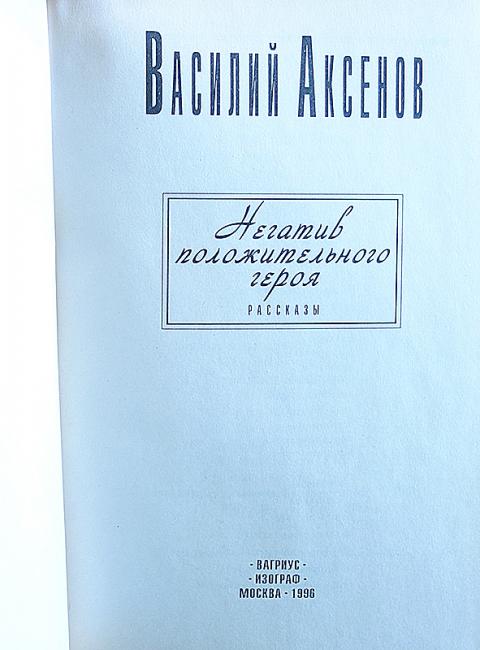 ВАСИЛИЙ АКСЕНОВ
Негатив
положительного
героя
РАССКАЗЫ
· ВАГРИУС ·
· ИЗОГРАФ ·
МОСКВА · 1996